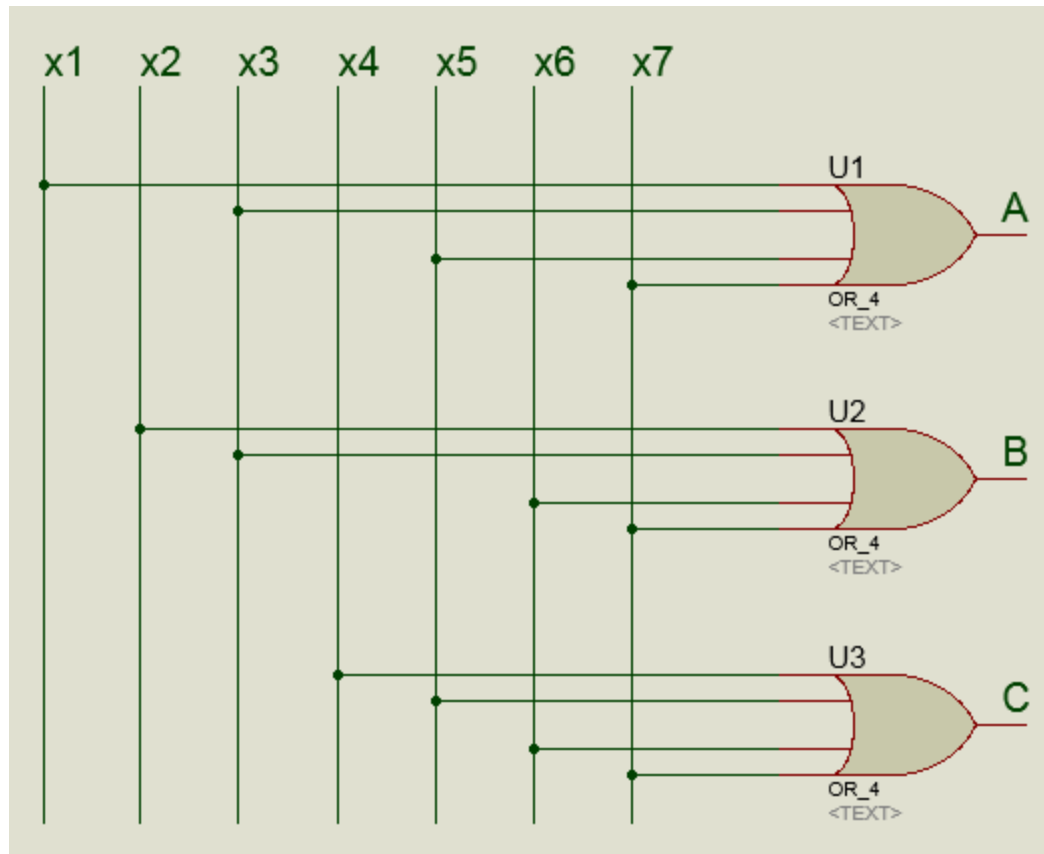 x1 x2 x3 x4 x5 x6 x7
U1
A
OR_4
<TEXT>
U2
B
OR_4
<TEXT>
U3
C
OR_4
<TEXT>